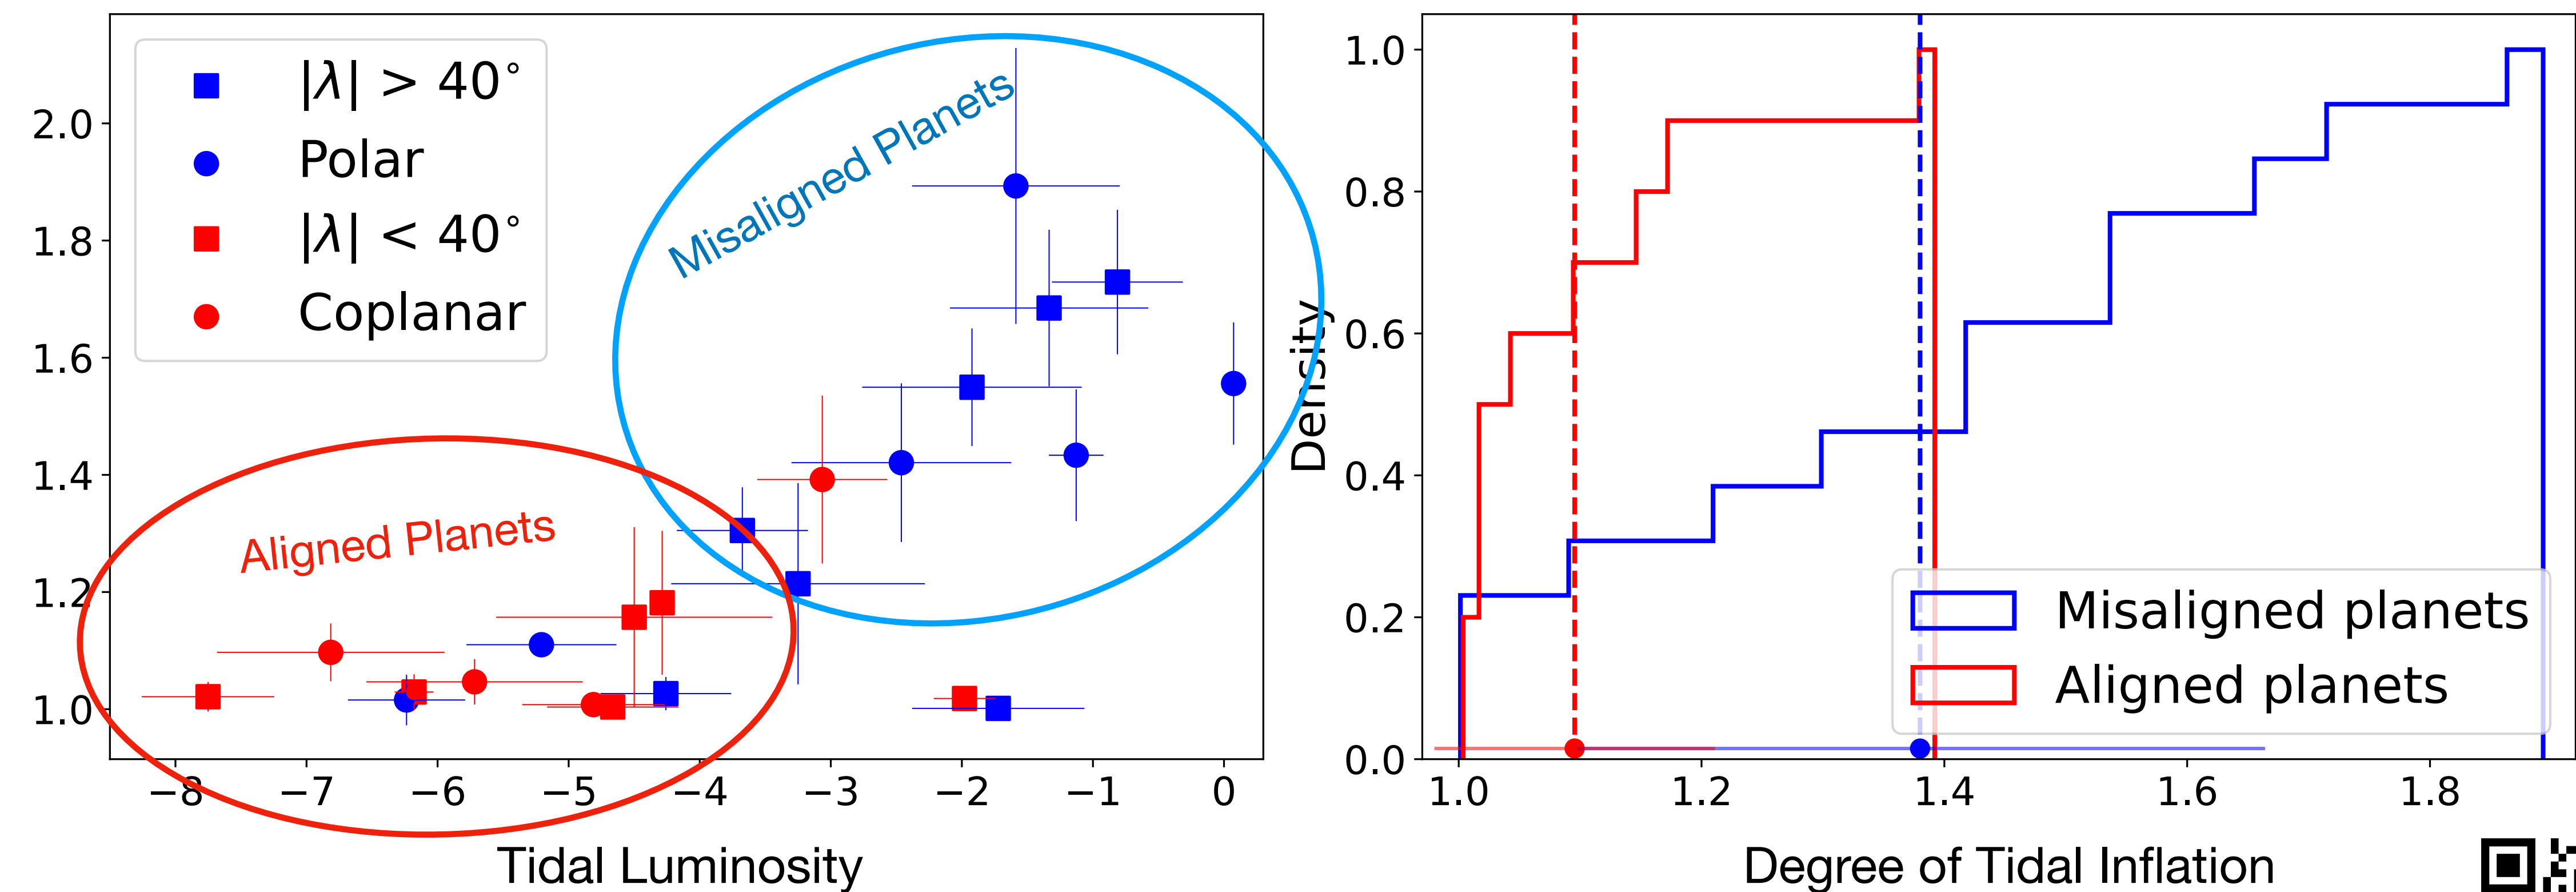 |λ| > 40°
Polar
|λ| < 40°
Coplanar
Misaligned Planets
Aligned Planets
2.0
1.8
1.6
1.4
1.2
1.0
−8 −7 −6 −5 −4 −3 −2 −1 0
Tidal Luminosity
Density
1.0
0.8
0.6
0.4
0.2
0.0
Misaligned planets
Aligned planets
1.0 1.2 1.4 1.6 1.8
Degree of Tidal Inflation